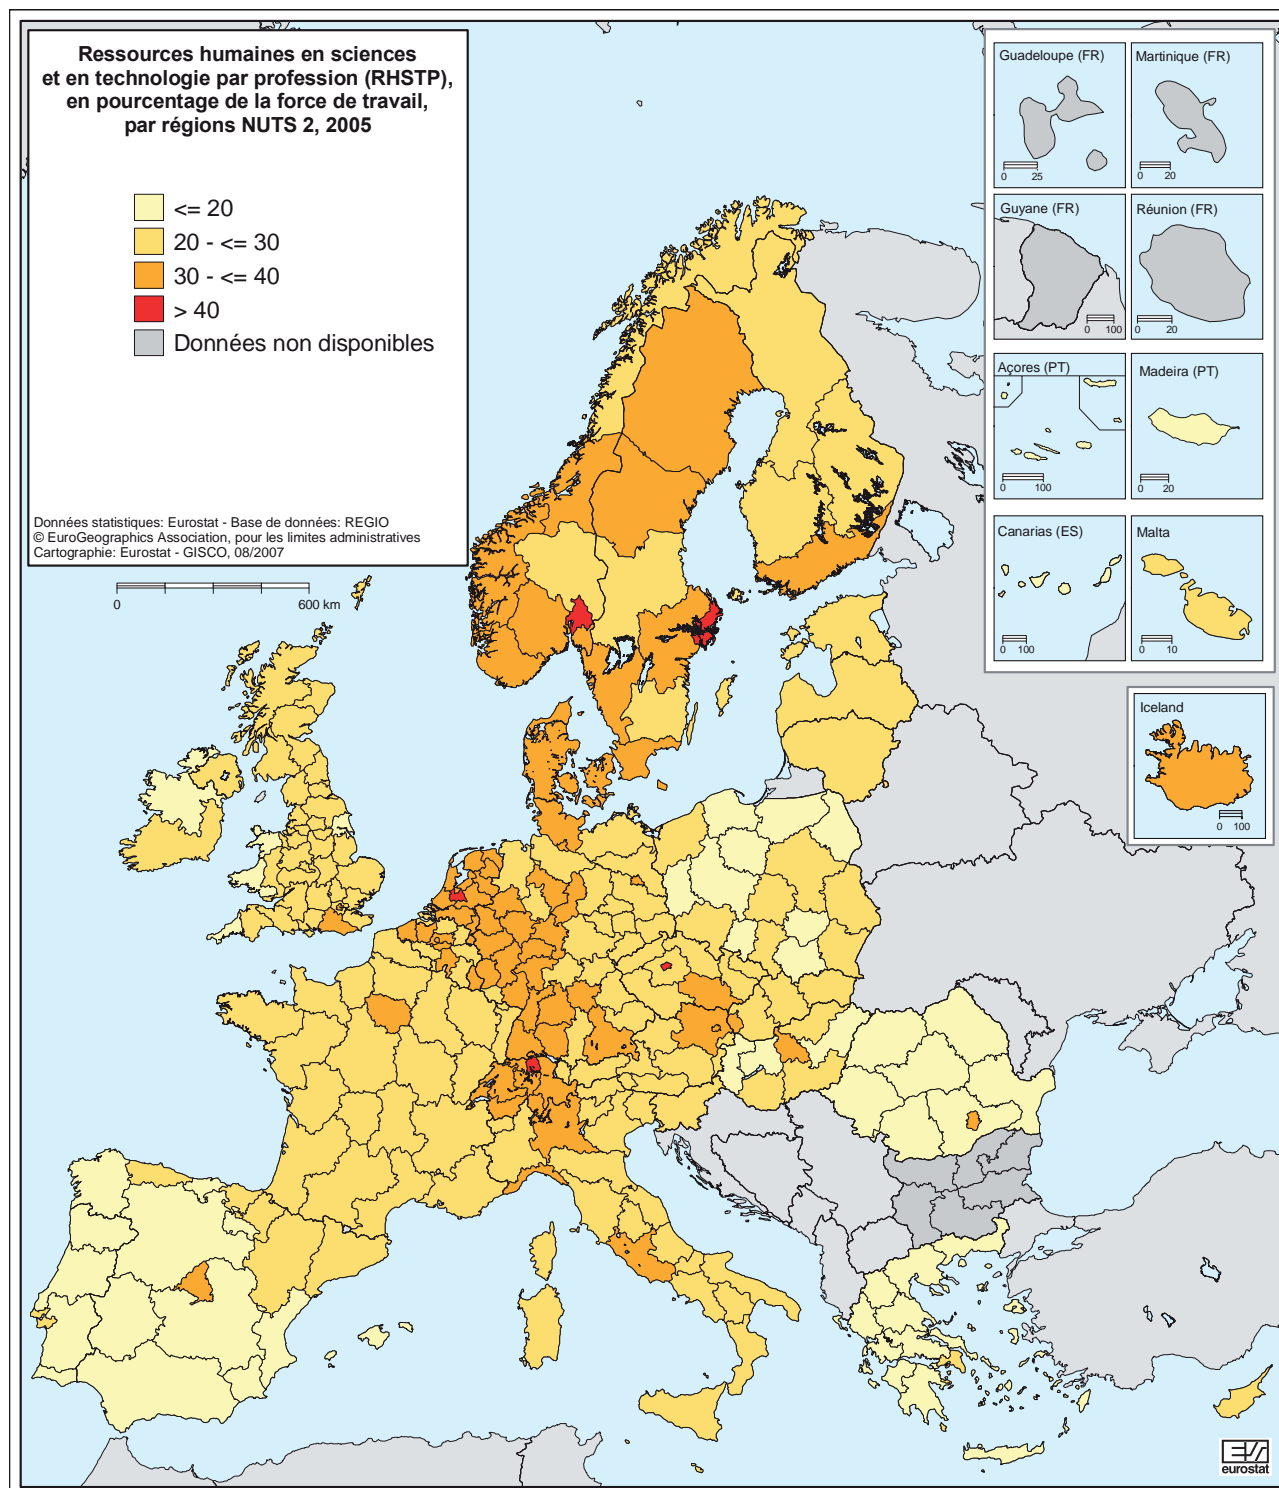 Ressources humaines en sciences
et en technologie par profession (RHSTP),
en pourcentage de la force de travail,
par régions NUTS 2, 2005
<= 20
20 - <= 30
30 - <= 40
> 40
Données non disponibles
Données statistiques: Eurostat - Base de données: REGIO
© EuroGeographics Association, pour les limites administratives
Cartographie: Eurostat - GISCO, 08/2007
0 600 km
Guadeloupe (FR)
0 25
Martinique (FR)
0 20
Guyane (FR)
0 100
Réunion (FR)
0 20
Açores (PT)
0 100
Madeira (PT)
0 20
Canarias (ES)
0 100
Malta
0 10
Iceland
0 100
eurostat